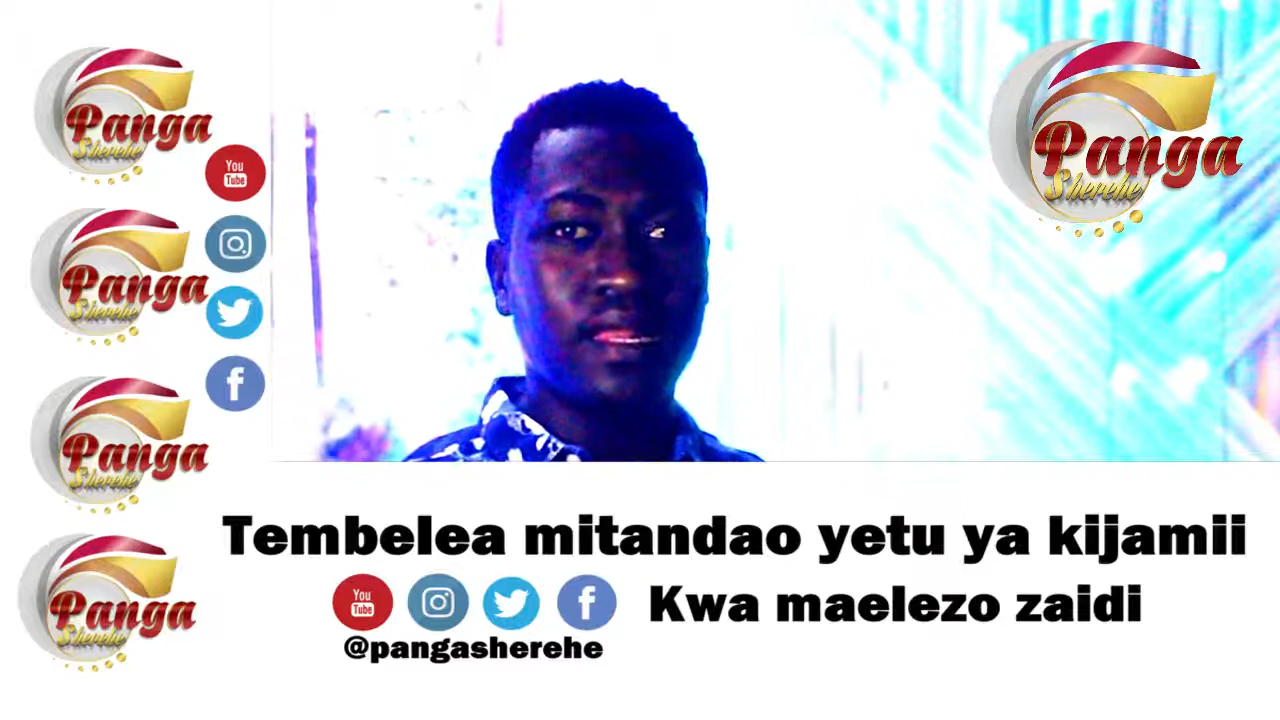 Panga
Sherehe
You
Tube
Panga
Sherehe
Panga
Sherehe
Panga
Sherehe
Panga
Sherehe
Tembelea mitandao yetu ya kijamii
You
Tube
Kwa maelezo zaidi
@pangasherehe